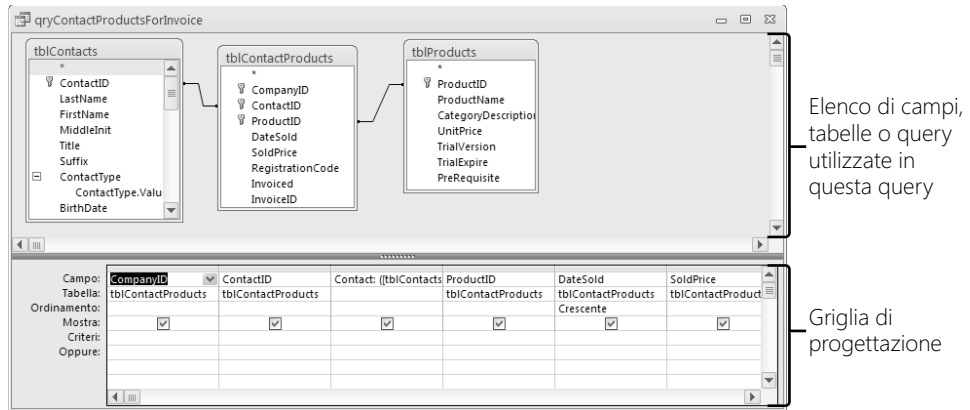 qryContactProductsForInvoice
tblContacts
*
ContactID
LastName
FirstName
MiddleInit
Title
Suffix
ContactType
ContactType.Valu
BirthDate
tblContactProducts
*
CompanyID
ContactID
ProductID
DateSold
SoldPrice
RegistrationCode
Invoiced
InvoiceID
tblProducts
*
ProductID
ProductName
CategoryDescription
UnitPrice
TrialVersion
TrialExpire
PreRequisite
Elenco di campi,
tabelle o query
utilizzate in
questa query
Campo: CompanyID ContactID Contact: ([tblContacts ProductID DateSold SoldPrice
Tabella: tblContactProducts tblContactProducts tblContactProducts tblContactProducts tblContactProduct
Ordinamento: Crescente
Mostra:
Criteri:
Oppure:
Griglia di
progettazione